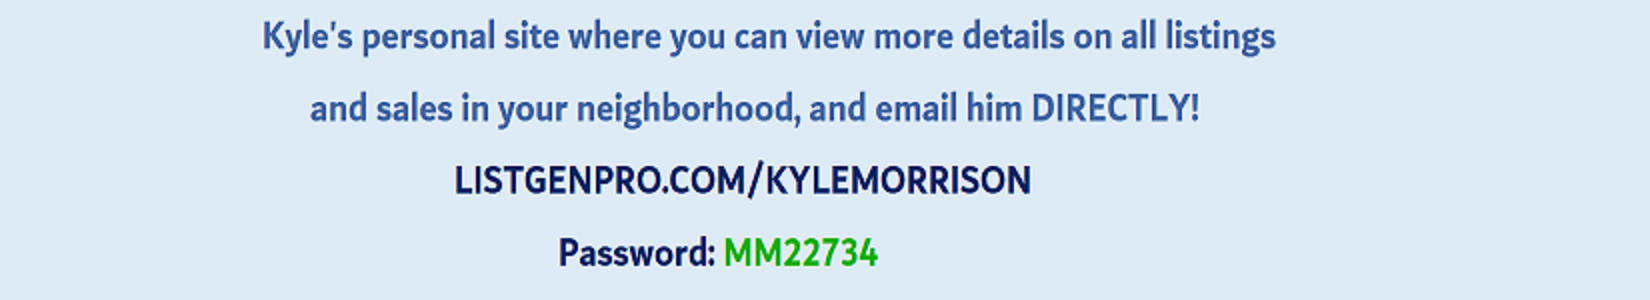 Kyle's personal site where you can view more details on all listings
and sales in your neighborhood, and email him DIRECTLY!
LISTGENPRO.COM/KYLEMORRISON
Password: MM22734